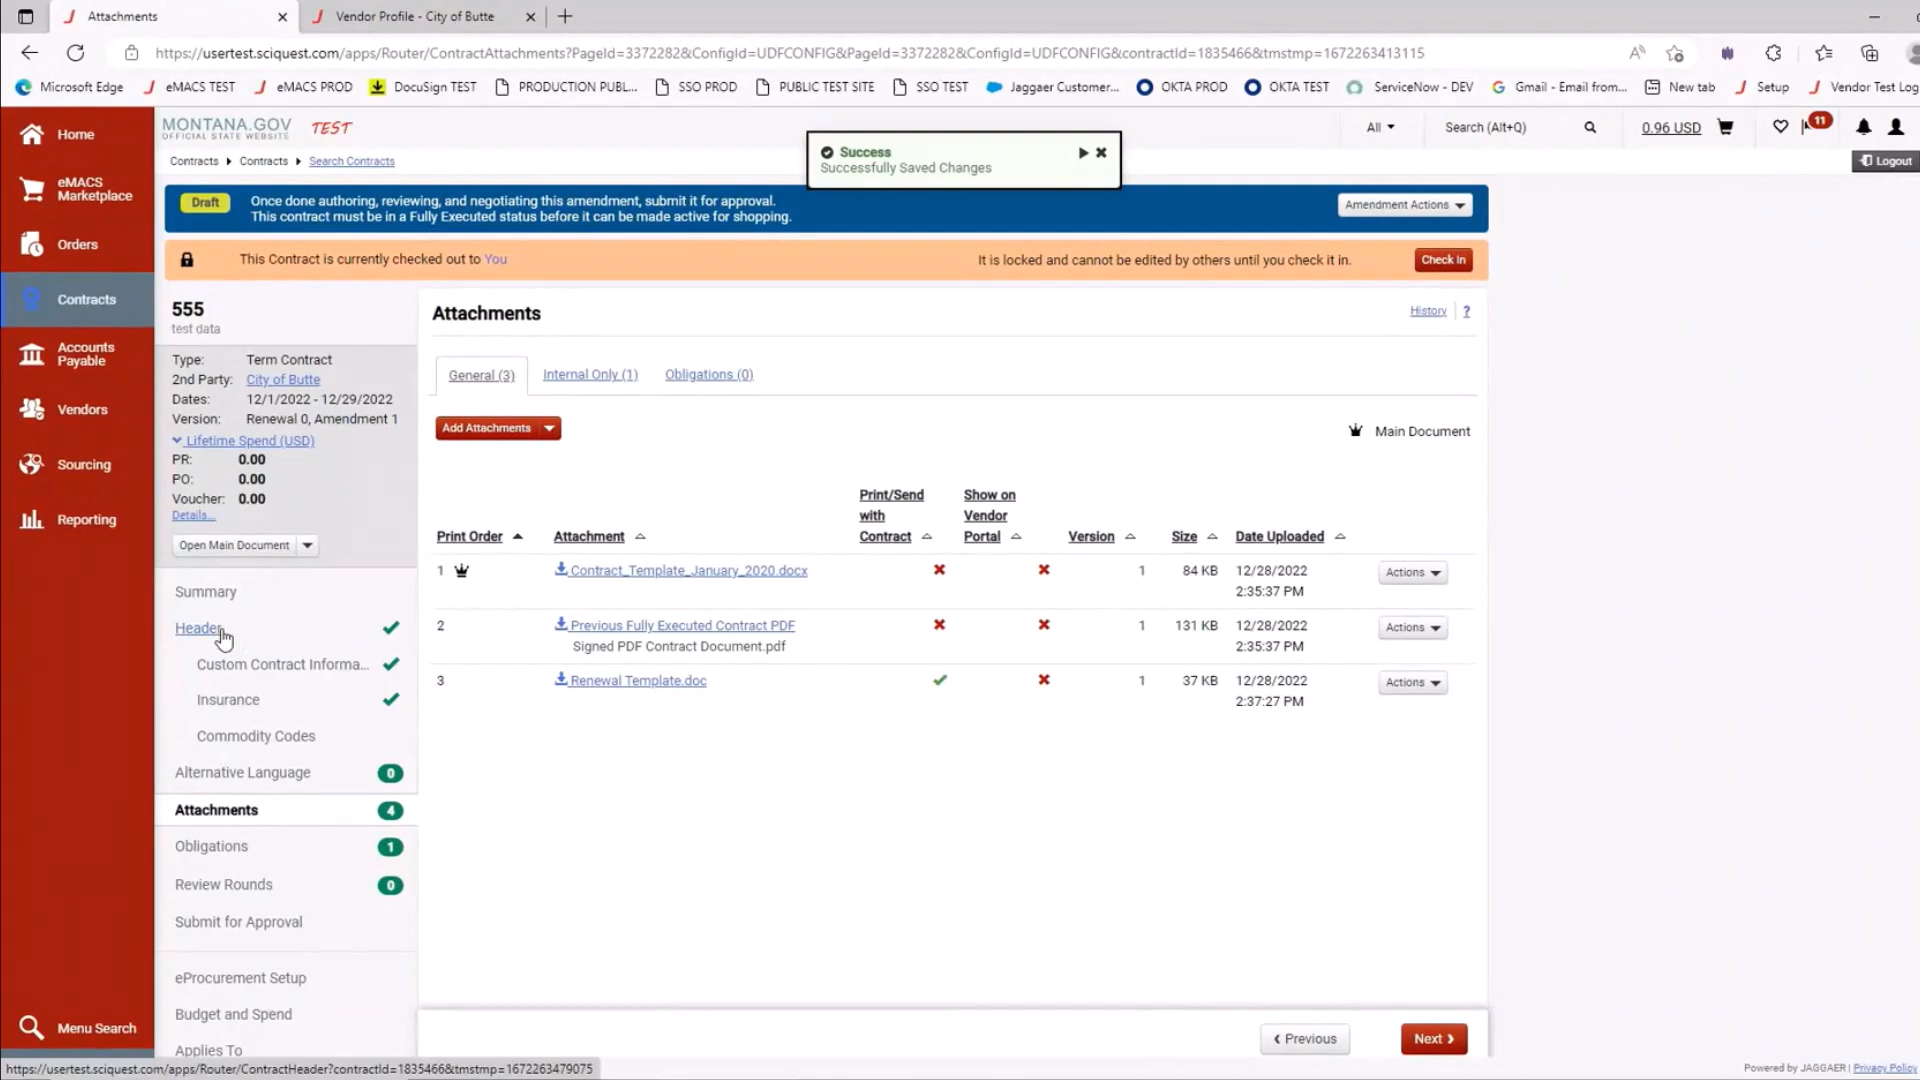 Attachments
Vendor Profile - City of Butte
https://usertest.sciquest.com/apps/Router/ContractAttachments?PageId=3372282&ConfigId=UDFCONFIG&PageId=3372282&ConfigId=UDFCONFIG&contractId=1835466&tmstmp=1672263413115
Microsoft Edge
eMACS TEST
eMACS PROD
DocuSign TEST
PRODUCTION PUBL...
SSO PROD
PUBLIC TEST SITE
SSO TEST
Jaggaer Customer...
OKTA PROD
OKTA TEST
ServiceNow - DEV
Gmail - Email from...
New tab
Setup
Vendor Test Log
Home
eMACS
Marketplace
Orders
Contracts
Accounts
Payable
Vendors
Sourcing
Reporting
Menu Search
MONTANA.GOV
OFFICIAL STATE WEBSITE
TEST
All
Search (Alt+Q)
0.96 USD
11
Logout
Contracts
Contracts
Search Contracts
Success
Successfully Saved Changes
Draft
Once done authoring, reviewing, and negotiating this amendment, submit it for approval.
This contract must be in a Fully Executed status before it can be made active for shopping.
Amendment Actions
This Contract is currently checked out to You
It is locked and cannot be edited by others until you check it in.
Check In
555
test data
Type: Term Contract
2nd Party: City of Butte
Dates: 12/1/2022 - 12/29/2022
Version: Renewal 0, Amendment 1
Lifetime Spend (USD)
PR: 0.00
PO: 0.00
Voucher: 0.00
Details...
Open Main Document
Summary
Header
Custom Contract Informa...
Insurance
Commodity Codes
Alternative Language 0
Attachments 4
Obligations 1
Review Rounds 0
Submit for Approval
eProcurement Setup
Budget and Spend
Applies To
Attachments
History
?
General (3)
Internal Only (1)
Obligations (0)
Add Attachments
Main Document
Print Order
Attachment
Print/Send
with
Contract
Show on
Vendor
Portal
Version
Size
Date Uploaded
1 Contract_Template_January_2020.docx 1 84 KB 12/28/2022
2:35:37 PM
Actions
2 Previous Fully Executed Contract PDF 1 131 KB 12/28/2022
Signed PDF Contract Document.pdf 2:35:37 PM
Actions
3 Renewal Template.doc 1 37 KB 12/28/2022
2:37:27 PM
Actions
Previous
Next
https://usertest.sciquest.com/apps/Router/ContractHeader?contractId=1835466&tmstmp=1672263479075
Powered by JAGGAER | Privacy Policy